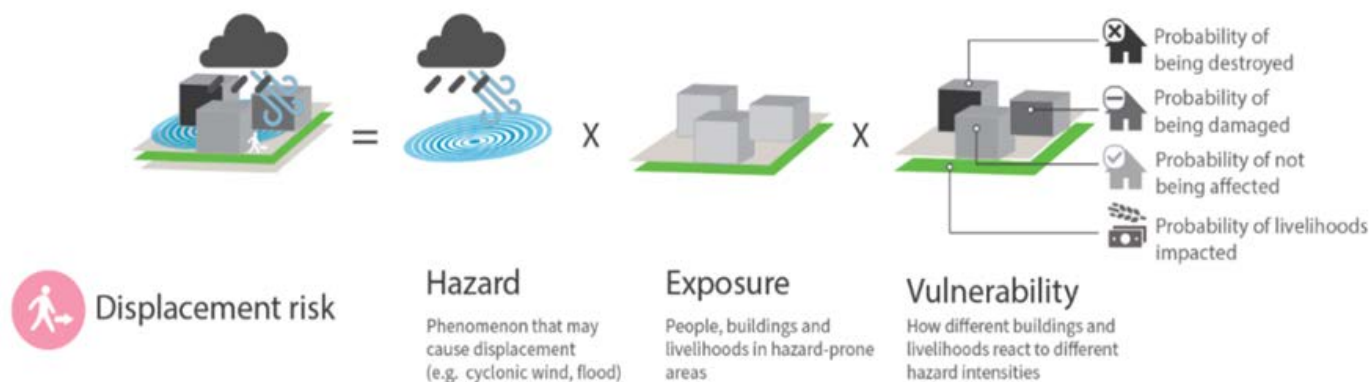 =
X
X
Probability of
being destroyed
Probability of
being damaged
Probability of not
being affected
Probability of livelihoods
impacted
Displacement risk
Hazard
Phenomenon that may
cause displacement
(e.g. cyclonic wind, flood)
Exposure
People, buildings and
livelihoods in hazard-prone
areas
Vulnerability
How different buildings and
livelihoods react to different
hazard intensities